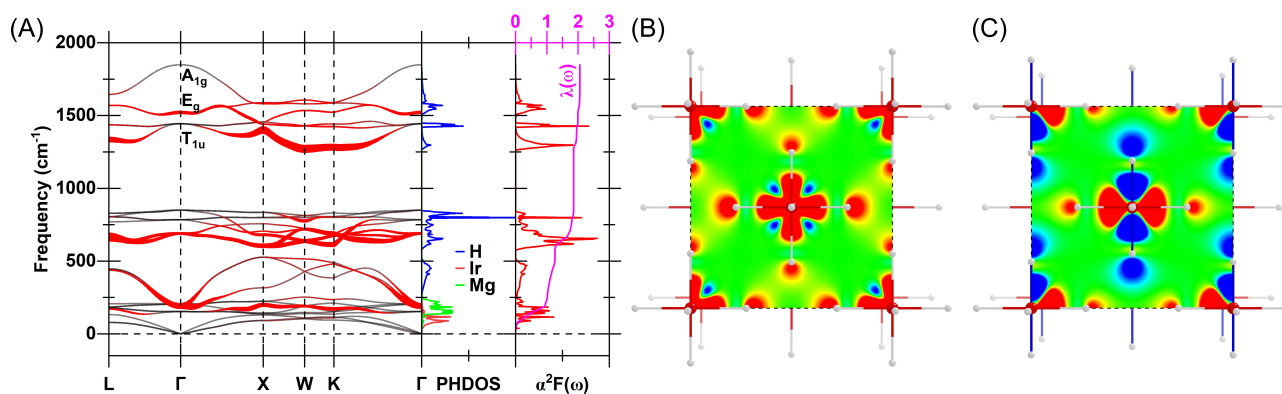 (A)
0 1 2 3
(B)
(C)
2000
1500
1000
500
0
Frequency (cm⁻¹)
A₁g
Eg
T₁u
λ(ω)
H
Ir
Mg
L Γ X W K Γ PHDOS α²F(ω)